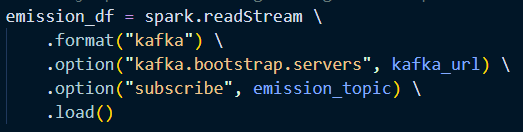 emission_df = spark.readStream \
    .format("kafka") \
    .option("kafka.bootstrap.servers", kafka_url) \
    .option("subscribe", emission_topic) \
    .load()